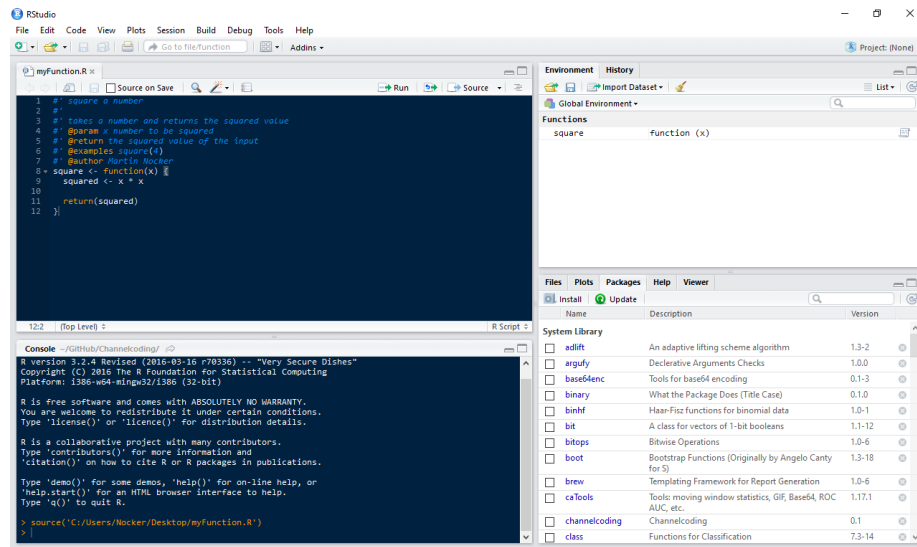 RStudio
File Edit Code View Plots Session Build Debug Tools Help
Go to file/function Addins Project: (None)
myFunction.R
Source on Save Run Source
1 #' square a number
2 #'
3 #' takes a number and returns the squared value
4 #' @param x number to be squared
5 #' @return the squared value of the input
6 #' @examples square(4)
7 #' @author Martin Nocker
8 square <- function(x) {
9 squared <- x * x
10
11 return(squared)
12 }
12:2 (Top Level) R Script
Console ~/GitHub/Channelcoding/
R version 3.2.4 Revised (2016-03-16 r70336) -- "Very Secure Dishes"
Copyright (C) 2016 The R Foundation for Statistical Computing
Platform: i386-w64-mingw32/i386 (32-bit)
R is free software and comes with ABSOLUTELY NO WARRANTY.
You are welcome to redistribute it under certain conditions.
Type 'license()' or 'licence()' for distribution details.
R is a collaborative project with many contributors.
Type 'contributors()' for more information and
'citation()' on how to cite R or R packages in publications.
Type 'demo()' for some demos, 'help()' for on-line help, or
'help.start()' for an HTML browser interface to help.
Type 'q()' to quit R.
> source('C:/Users/Nocker/Desktop/myFunction.R')
>
Environment History
Import Dataset List
Global Environment
Functions
square function (x)
Files Plots Packages Help Viewer
Install Update
Name Description Version
System Library
adlift An adaptive lifting scheme algorithm 1.3-2
argufy Declerative Arguments Checks 1.0.0
base64enc Tools for base64 encoding 0.1-3
binary What the Package Does (Title Case) 0.1.0
binhf Haar-Fisz functions for binomial data 1.0-1
bit A class for vectors of 1-bit booleans 1.1-12
bitops Bitwise Operations 1.0-6
boot Bootstrap Functions (Originally by Angelo Canty for S) 1.3-18
brew Templating Framework for Report Generation 1.0-6
caTools Tools: moving window statistics, GIF, Base64, ROC AUC, etc. 1.17.1
channelcoding Channelcoding 0.1
class Functions for Classification 7.3-14